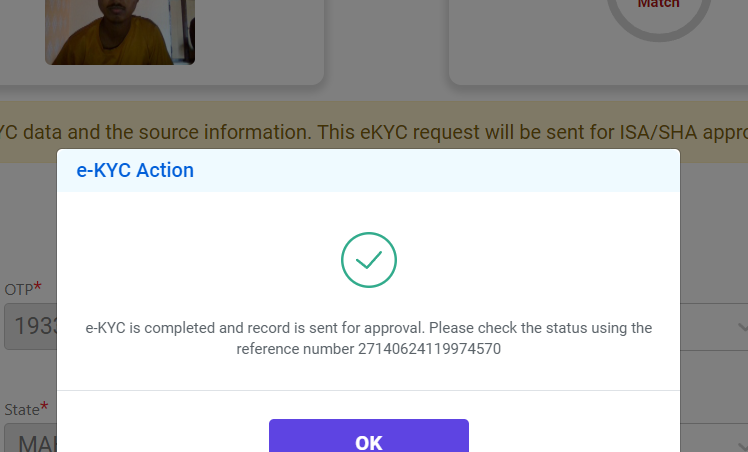 Match
YC data and the source information. This eKYC request will be sent for ISA/SHA appro
e-KYC Action
OTP*
1933
e-KYC is completed and record is sent for approval. Please check the status using the
reference number 27140624119974570
State*
MAH
OK